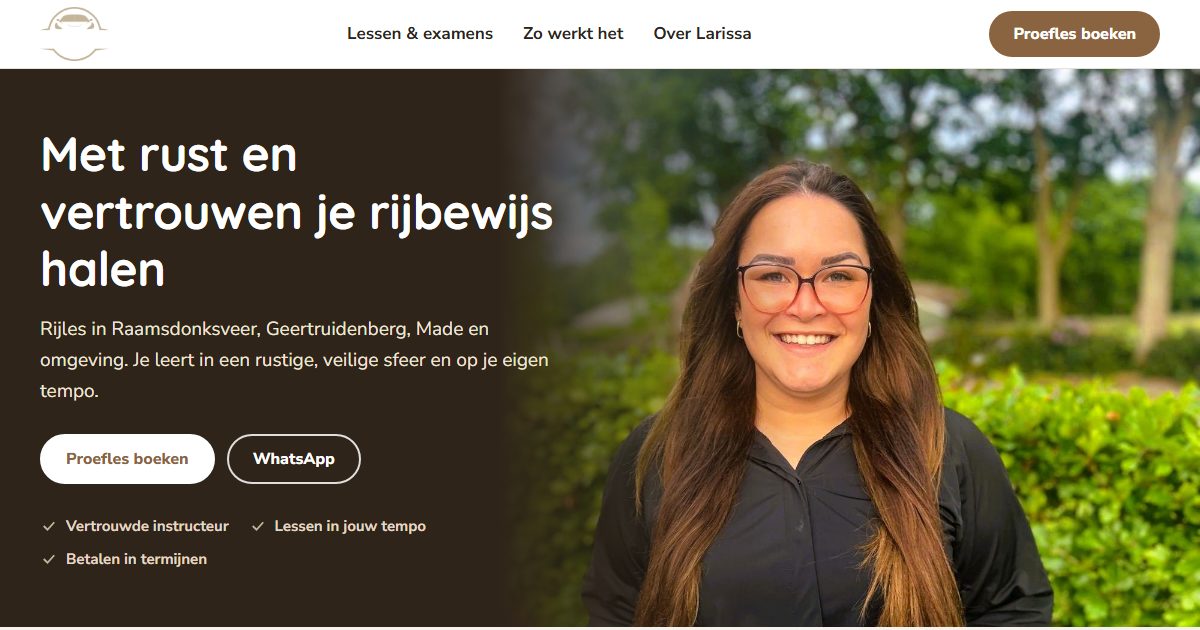 Lessen & examens
Zo werkt het
Over Larissa
Proefles boeken
Met rust en
vertrouwen je rijbewijs
halen
Rijles in Raamsdonksveer, Geertruidenberg, Made en
omgeving. Je leert in een rustige, veilige sfeer en op je eigen
tempo.
Proefles boeken
WhatsApp
Vertrouwde instructeur
Lessen in jouw tempo
Betalen in termijnen